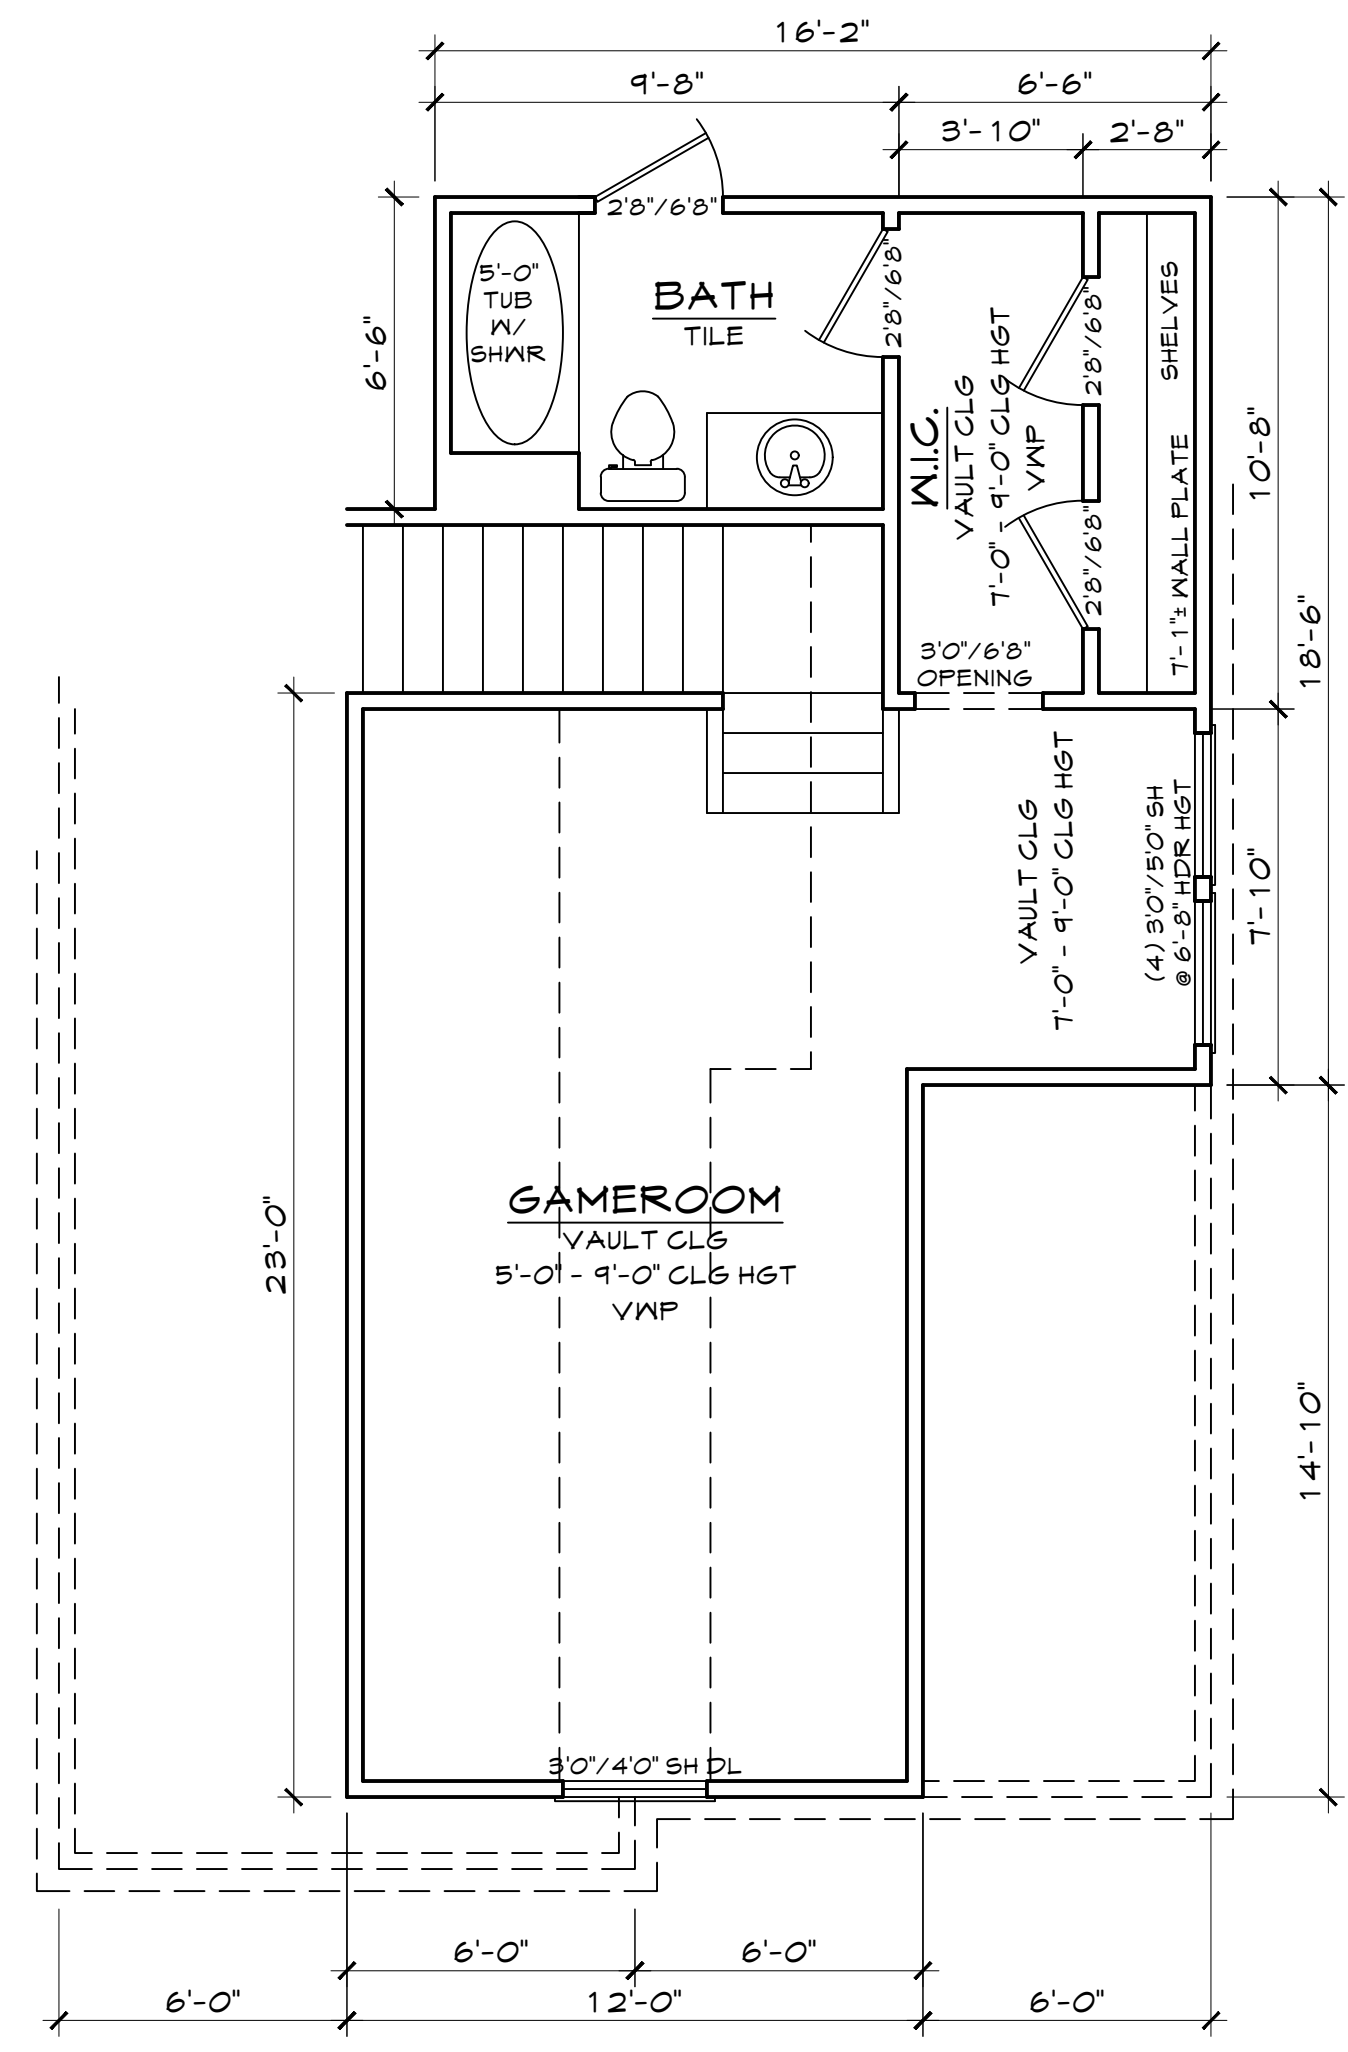 16'-2"
9'-8"
6'-6"
3'-10"
2'-8"
2'8"/6'8"
5'-0"
TUB
W/
SHWR
BATH
TILE
2'8"/6'8"
W.I.C.
VAULT CLG
7'-0" - 9'-0" CLG HGT
VWP
2'8"/6'8"
2'8"/6'8"
SHELVES
7'-1"± WALL PLATE
6'-6"
10'-8"
18'-6"
3'0"/6'8"
OPENING
VAULT CLG
7'-0" - 9'-0" CLG HGT
(4) 3'0"/5'0" SH
@ 6'-8" HDR HGT
7'-10"
23'-0"
GAMEROOM
VAULT CLG
5'-0" - 9'-0" CLG HGT
VWP
14'-10"
3'0"/4'0" SH DL
6'-0"
6'-0"
6'-0"
12'-0"
6'-0"